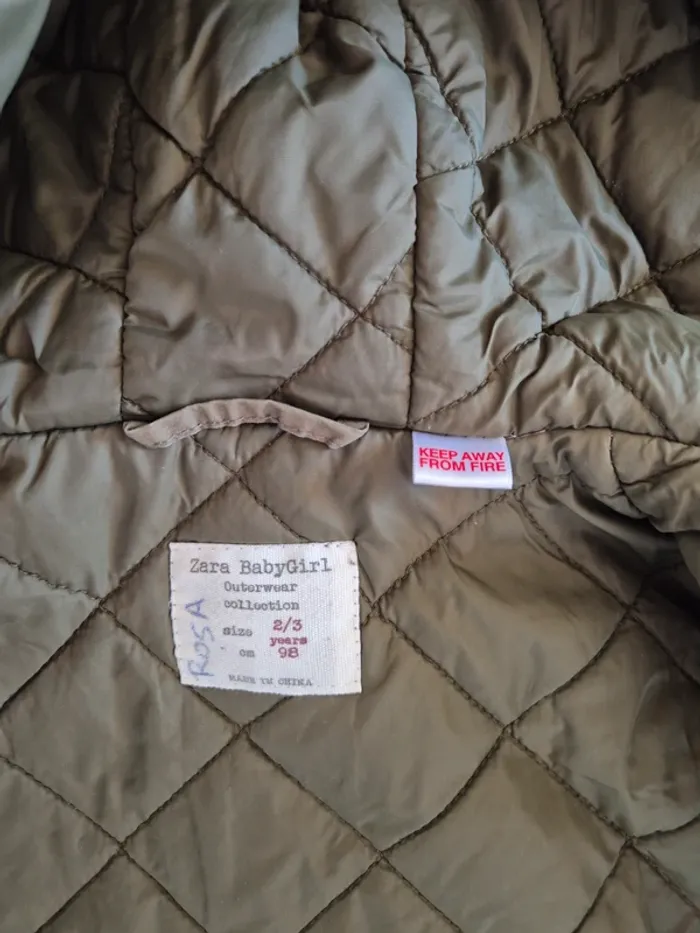 KEEP AWAY
FROM FIRE
Zara BabyGirl
Outerwear
collection
size 2/3
years
cm 98
MADE IN CHINA
ROSA